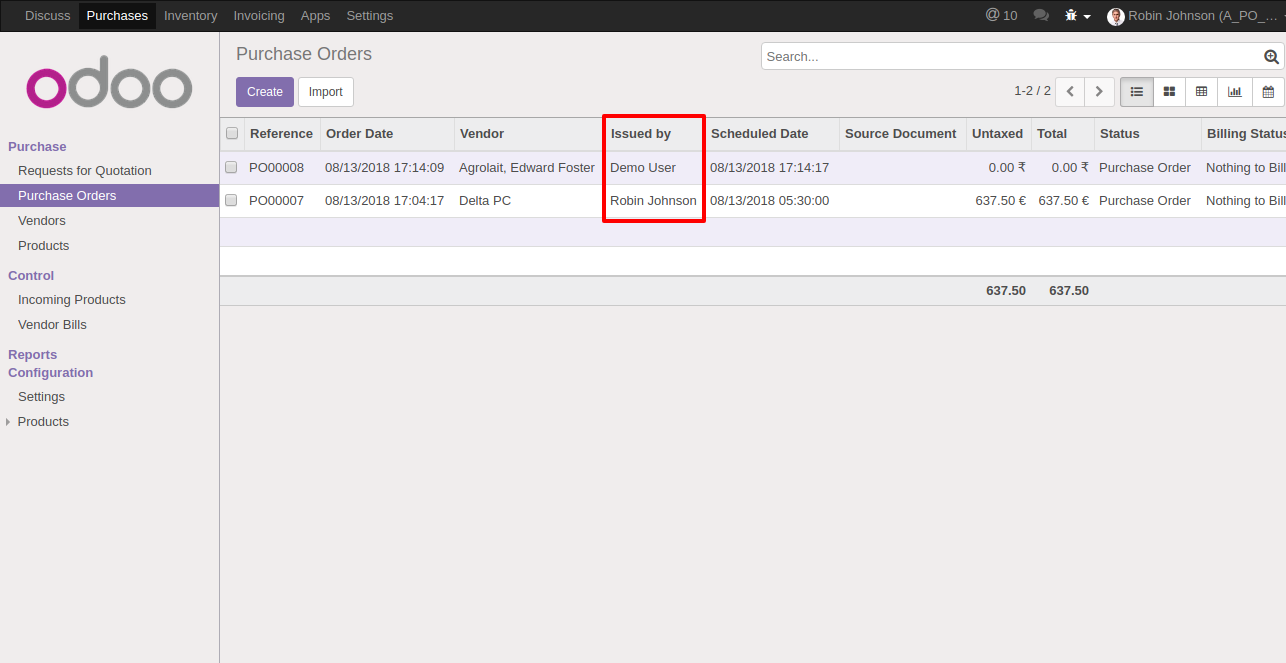 Discuss Purchases Inventory Invoicing Apps Settings @ 10 Robin Johnson (A_PO_...
odoo
Purchase
Requests for Quotation
Purchase Orders
Vendors
Products
Control
Incoming Products
Vendor Bills
Reports
Configuration
Settings
Products
Purchase Orders
Search...
Create Import 1-2 / 2
Reference Order Date Vendor Issued by Scheduled Date Source Document Untaxed Total Status Billing Status
PO00008 08/13/2018 17:14:09 Agrolait, Edward Foster Demo User 08/13/2018 17:14:17 0.00 ₹ 0.00 ₹ Purchase Order Nothing to Bill
PO00007 08/13/2018 17:04:17 Delta PC Robin Johnson 08/13/2018 05:30:00 637.50 € 637.50 € Purchase Order Nothing to Bill
637.50 637.50